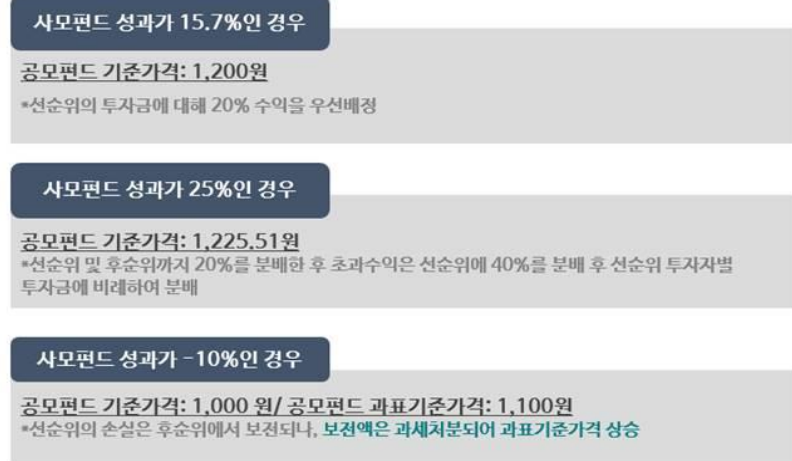 사모펀드 성과가 15.7%인 경우
공모펀드 기준가격: 1,200원
*선순위의 투자금에 대해 20% 수익을 우선배정
사모펀드 성과가 25%인 경우
공모펀드 기준가격: 1,225.51원
*선순위 및 후순위까지 20%를 분배한 후 초과수익은 선순위에 40%를 분배 후 선순위 투자자별
투자금에 비례하여 분배
사모펀드 성과가 -10%인 경우
공모펀드 기준가격: 1,000 원/ 공모펀드 과표기준가격: 1,100원
*선순위의 손실은 후순위에서 보전되나, 보전액은 과세처분되어 과표기준가격 상승